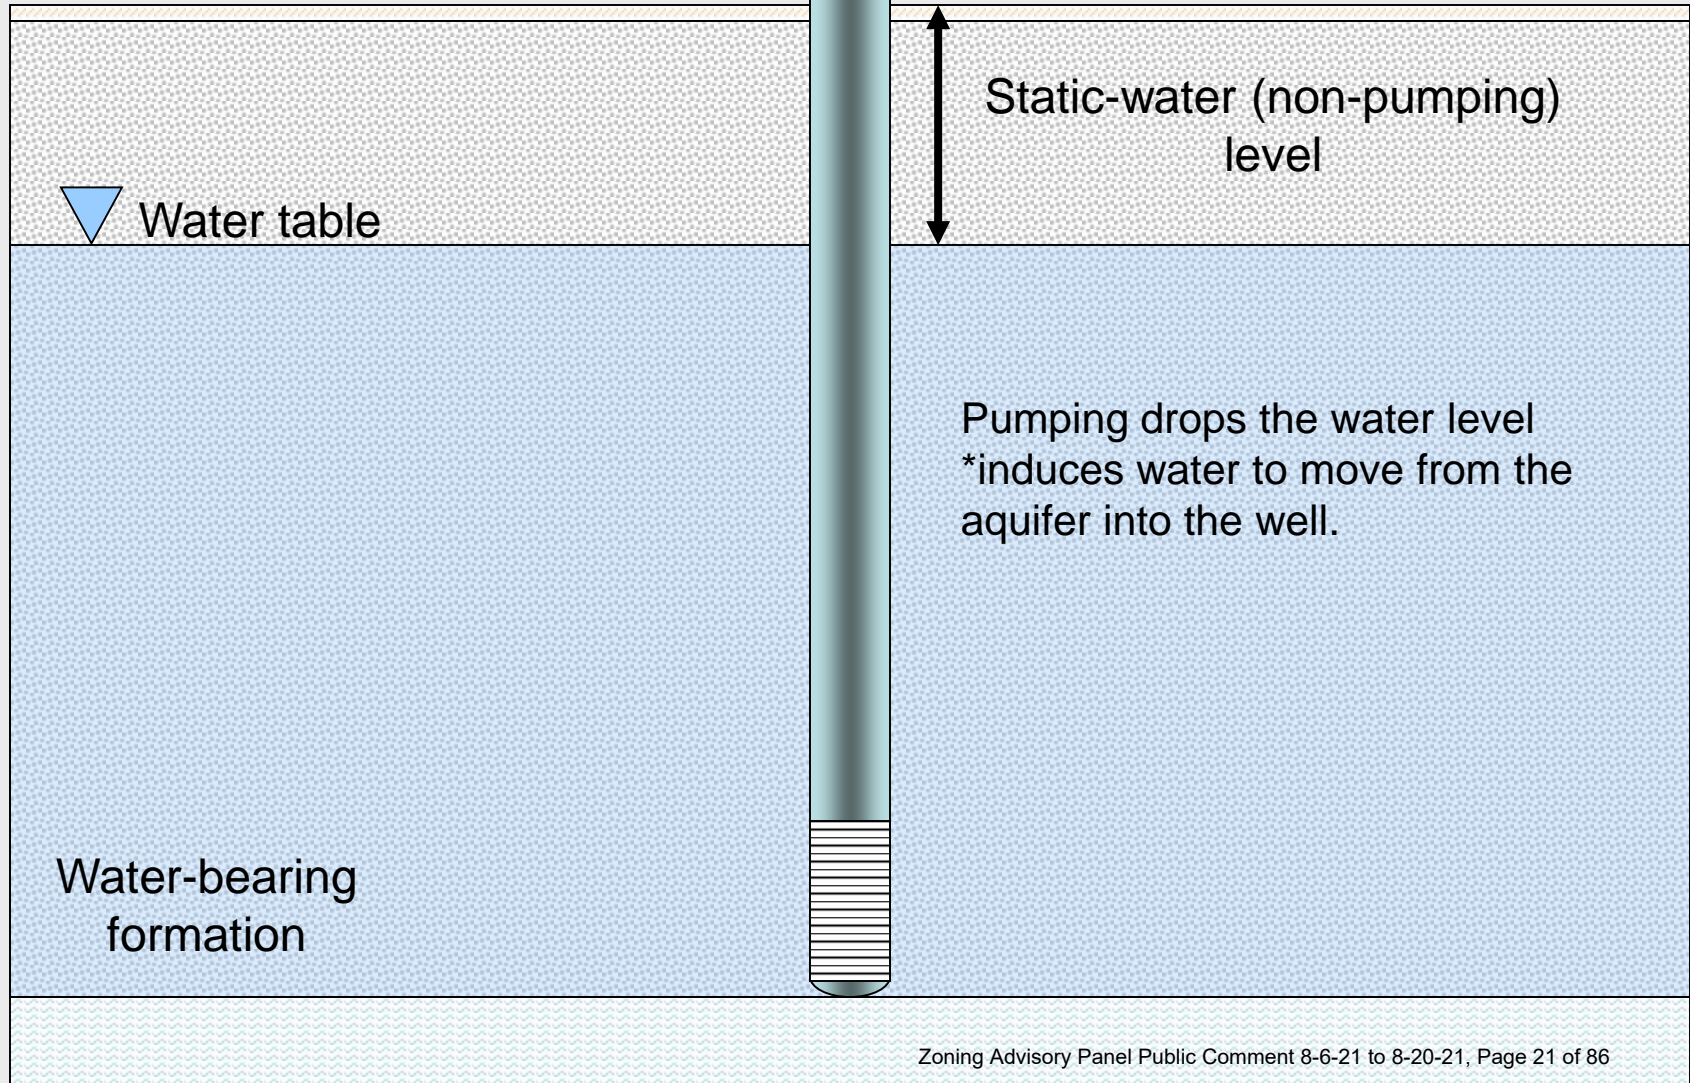 Static-water (non-pumping)
level
Water table
Pumping drops the water level
*induces water to move from the
aquifer into the well.
Water-bearing
formation
Zoning Advisory Panel Public Comment 8-6-21 to 8-20-21, Page 21 of 86